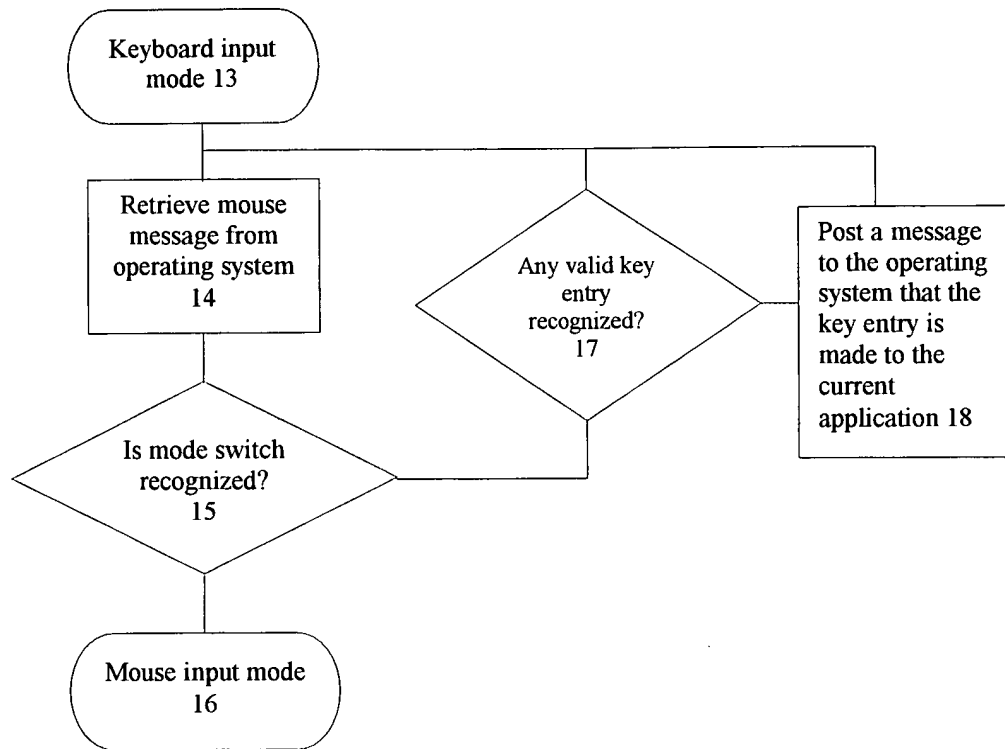 Keyboard input
mode 13
Retrieve mouse
message from
operating system
14
Is mode switch
recognized?
15
Mouse input mode
16
Any valid key
entry
recognized?
17
Post a message
to the operating
system that the
key entry is
made to the
current
application 18